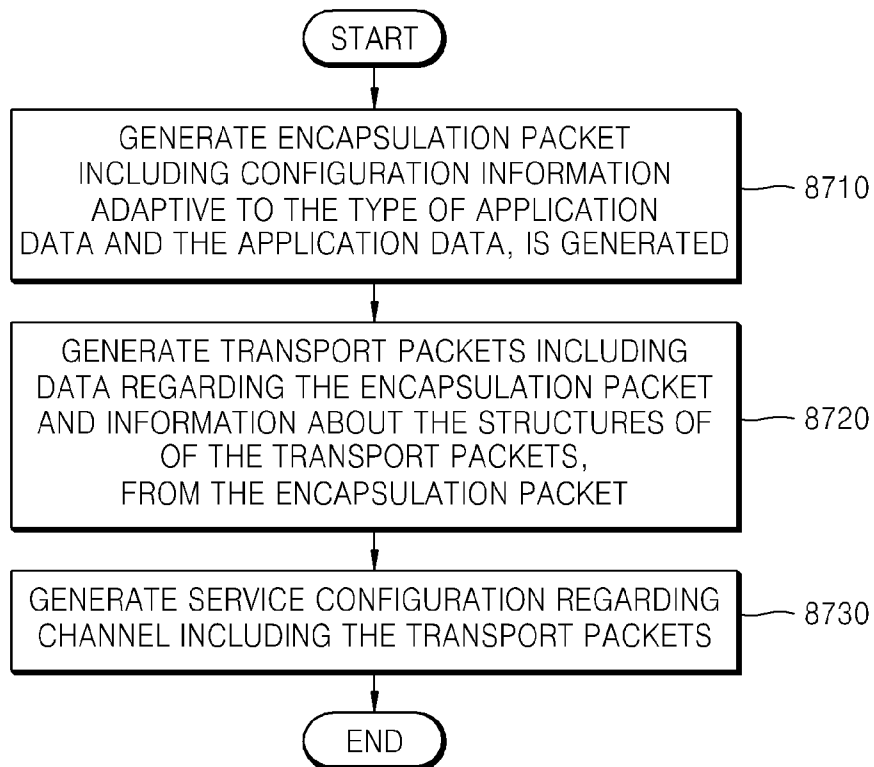 START
GENERATE ENCAPSULATION PACKET
INCLUDING CONFIGURATION INFORMATION
ADAPTIVE TO THE TYPE OF APPLICATION
DATA AND THE APPLICATION DATA, IS GENERATED
8710
GENERATE TRANSPORT PACKETS INCLUDING
DATA REGARDING THE ENCAPSULATION PACKET
AND INFORMATION ABOUT THE STRUCTURES OF
OF THE TRANSPORT PACKETS,
FROM THE ENCAPSULATION PACKET
8720
GENERATE SERVICE CONFIGURATION REGARDING
CHANNEL INCLUDING THE TRANSPORT PACKETS
8730
END